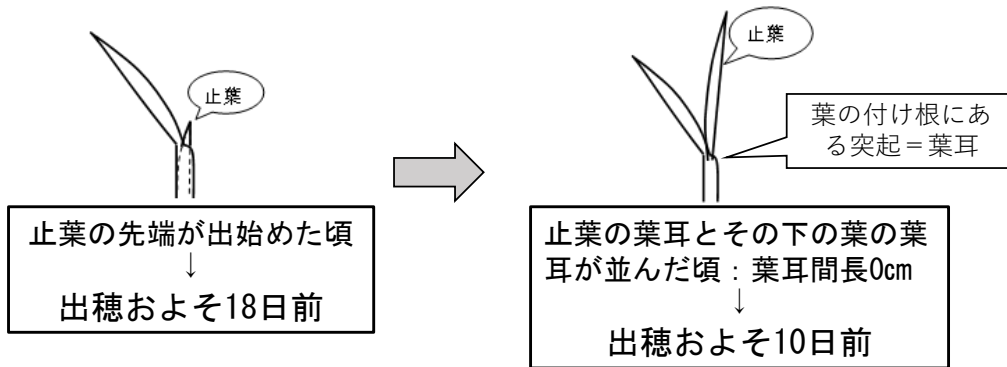 止葉
止葉の先端が出始めた頃
↓
出穂およそ18日前
止葉
葉の付け根にあ
る突起＝葉耳
止葉の葉耳とその下の葉の葉
耳が並んだ頃：葉耳間長0㎝
↓
出穂およそ10日前